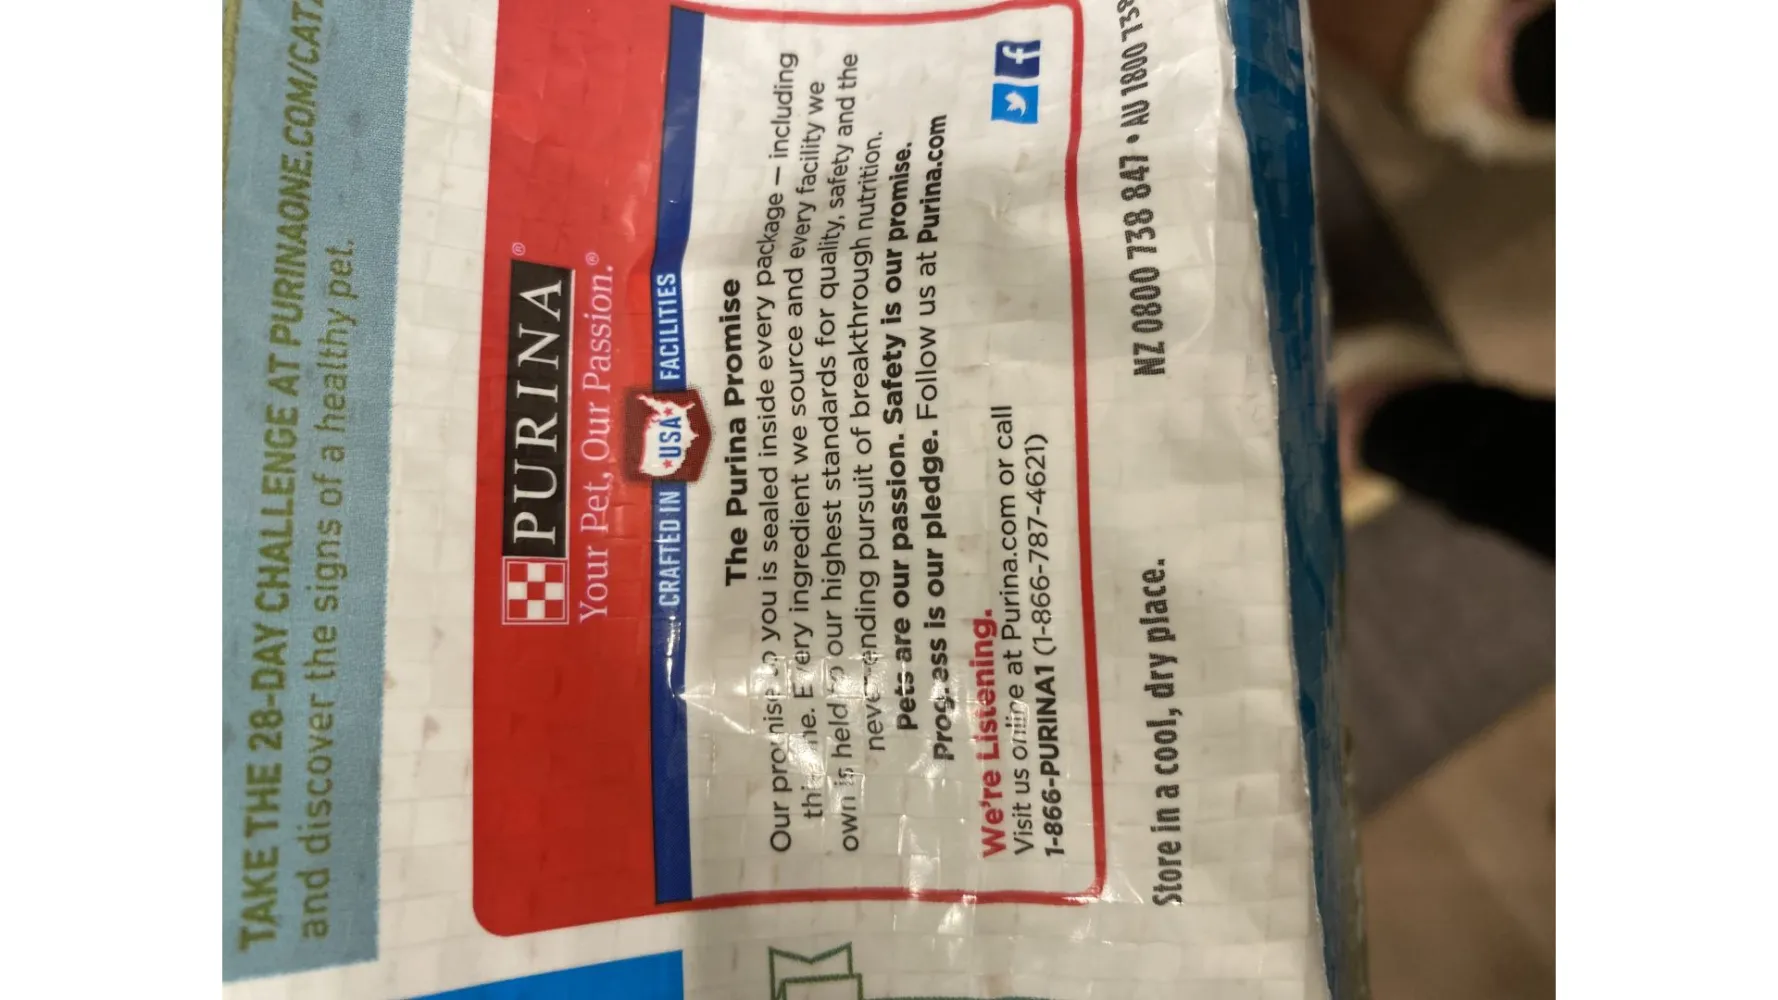 TAKE THE 28-DAY CHALLENGE AT PURINAONE.COM/CAT
and discover the signs of a healthy pet.
PURINA®
Your Pet, Our Passion.®
CRAFTED IN USA FACILITIES
The Purina Promise
Our promise to you is sealed inside every package — including
this one. Every ingredient we source and every facility we
own is held to our highest standards for quality, safety and the
never-ending pursuit of breakthrough nutrition.
Pets are our passion. Safety is our promise.
Progress is our pledge. Follow us at Purina.com
We're Listening.
Visit us online at Purina.com or call
1-866-PURINA1 (1-866-787-4621)
Store in a cool, dry place.
NZ 0800 738 847 • AU 1800 738